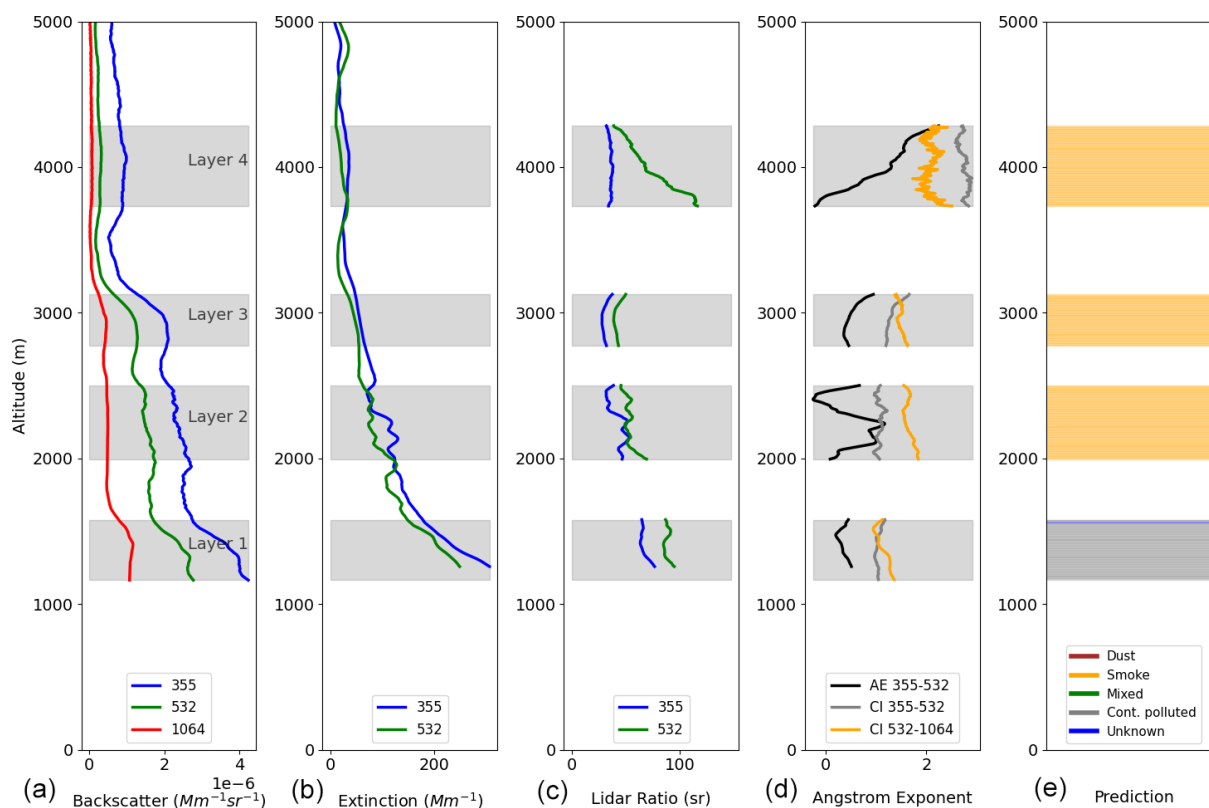 Altitude (m)
5000
4000
3000
2000
1000
0
Layer 4
Layer 3
Layer 2
Layer 1
355
532
1064
0 2 4
1e−6
(a) Backscatter (Mm⁻¹sr⁻¹)
5000
4000
3000
2000
1000
0
355
532
0 200
(b) Extinction (Mm⁻¹)
5000
4000
3000
2000
1000
0
355
532
0 100
(c) Lidar Ratio (sr)
5000
4000
3000
2000
1000
0
AE 355-532
CI 355-532
CI 532-1064
0 2
(d) Angstrom Exponent
5000
4000
3000
2000
1000
0
Dust
Smoke
Mixed
Cont. polluted
Unknown
(e) Prediction